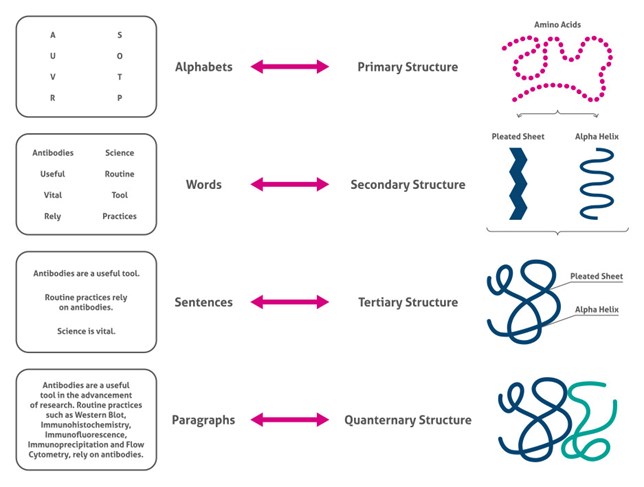 A S
U O
V T
R P
Alphabets
Primary Structure
Amino Acids
Antibodies Science
Useful Routine
Vital Tool
Rely Practices
Words
Secondary Structure
Pleated Sheet Alpha Helix
Antibodies are a useful tool.
Routine practices rely
on antibodies.
Science is vital.
Sentences
Tertiary Structure
Pleated Sheet
Alpha Helix
Antibodies are a useful
tool in the advancement
of research. Routine practices
such as Western Blot,
Immunohistochemistry,
Immunofluorescence,
Immunoprecipitation and Flow
Cytometry, rely on antibodies.
Paragraphs
Quanternary Structure